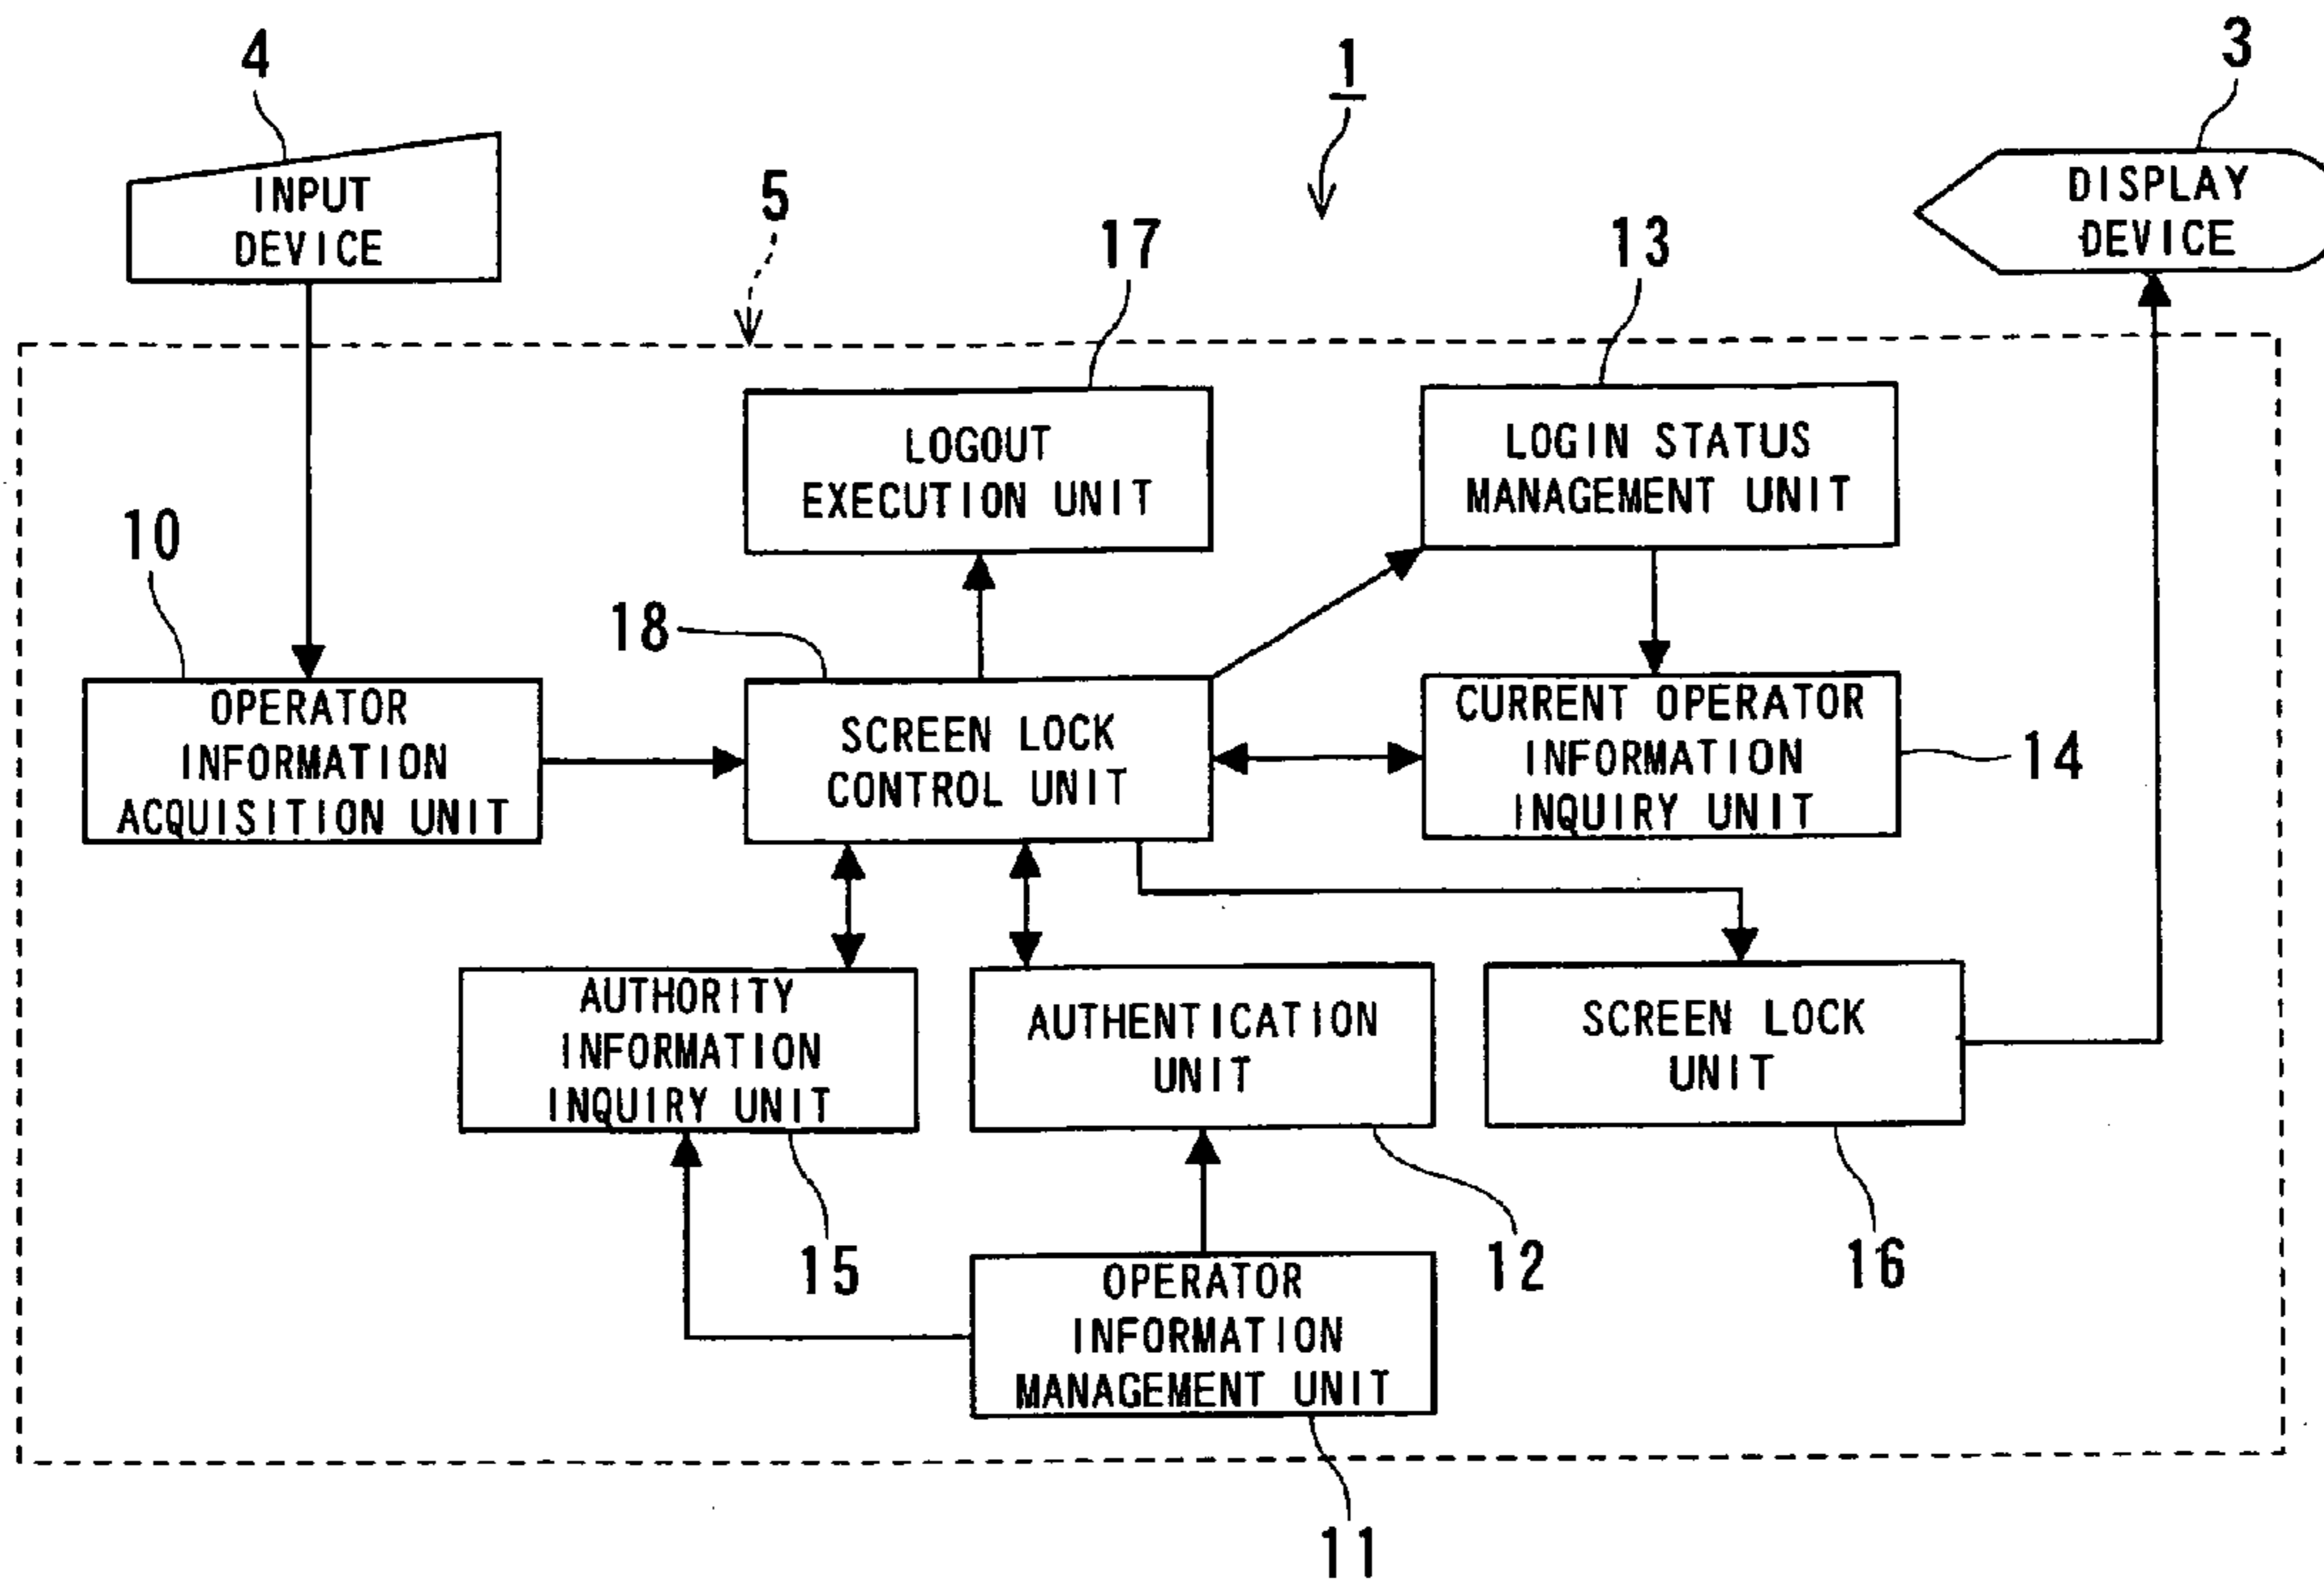 4
1
3
INPUT
DEVICE
5
DISPLAY
DEVICE
17
13
LOGOUT
EXECUTION UNIT
LOGIN STATUS
MANAGEMENT UNIT
10
18
OPERATOR
INFORMATION
ACQUISITION UNIT
SCREEN LOCK
CONTROL UNIT
CURRENT OPERATOR
INFORMATION
INQUIRY UNIT
14
AUTHORITY
INFORMATION
INQUIRY UNIT
AUTHENTICATION
UNIT
SCREEN LOCK
UNIT
15
12
16
OPERATOR
INFORMATION
MANAGEMENT UNIT
11